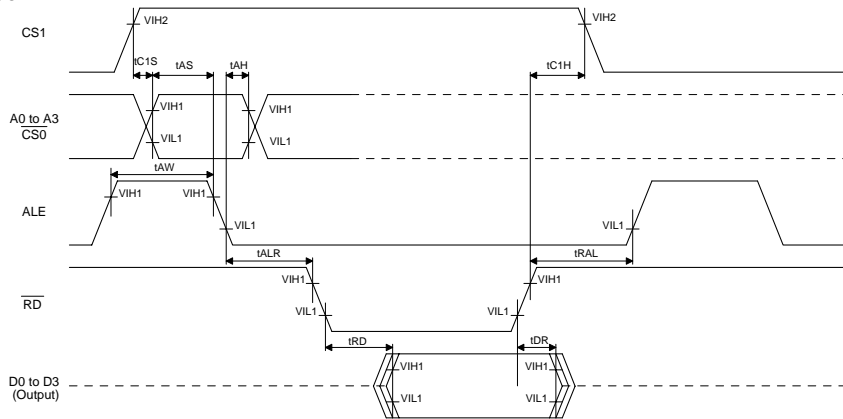 CS1
VIH2
VIH2
tC1S
tAS
tAH
tC1H
A0 to A3
CS0
VIH1
VIH1
VIL1
VIL1
tAW
ALE
VIH1
VIH1
VIL1
VIL1
tALR
tRAL
RD
VIH1
VIH1
VIL1
VIL1
tRD
tDR
D0 to D3
(Output)
VIH1
VIH1
VIL1
VIL1